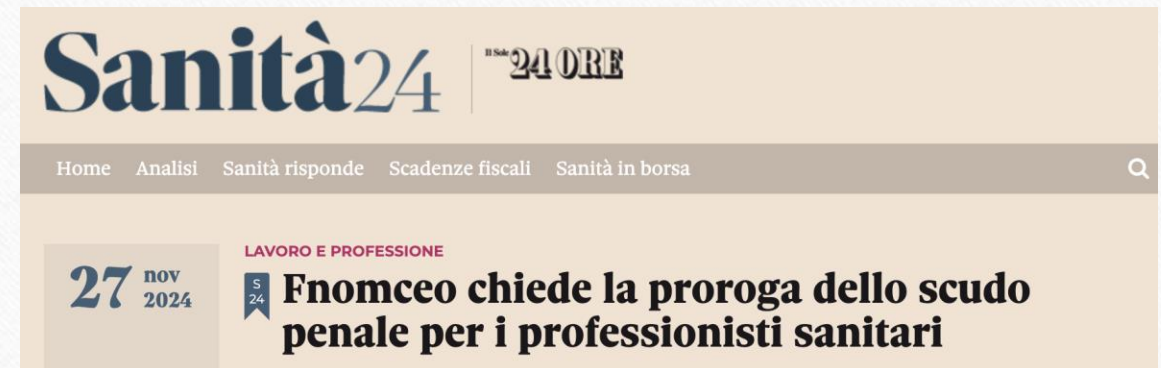 Sanità24
Il Sole 24 ORE
Home Analisi Sanità risponde Scadenze fiscali Sanità in borsa
27 nov 2024
LAVORO E PROFESSIONE
S 24
Fnomceo chiede la proroga dello scudo
penale per i professionisti sanitari